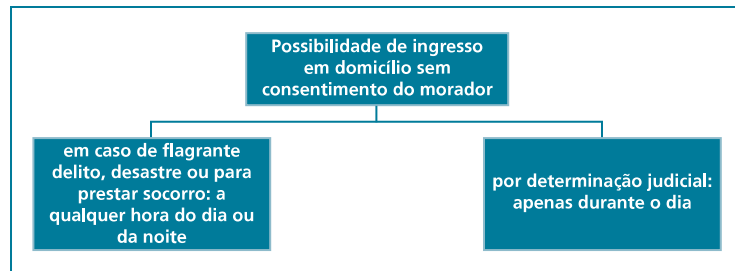 Possibilidade de ingresso
em domicílio sem
consentimento do morador
em caso de flagrante
delito, desastre ou para
prestar socorro: a
qualquer hora do dia ou
da noite
por determinação judicial:
apenas durante o dia